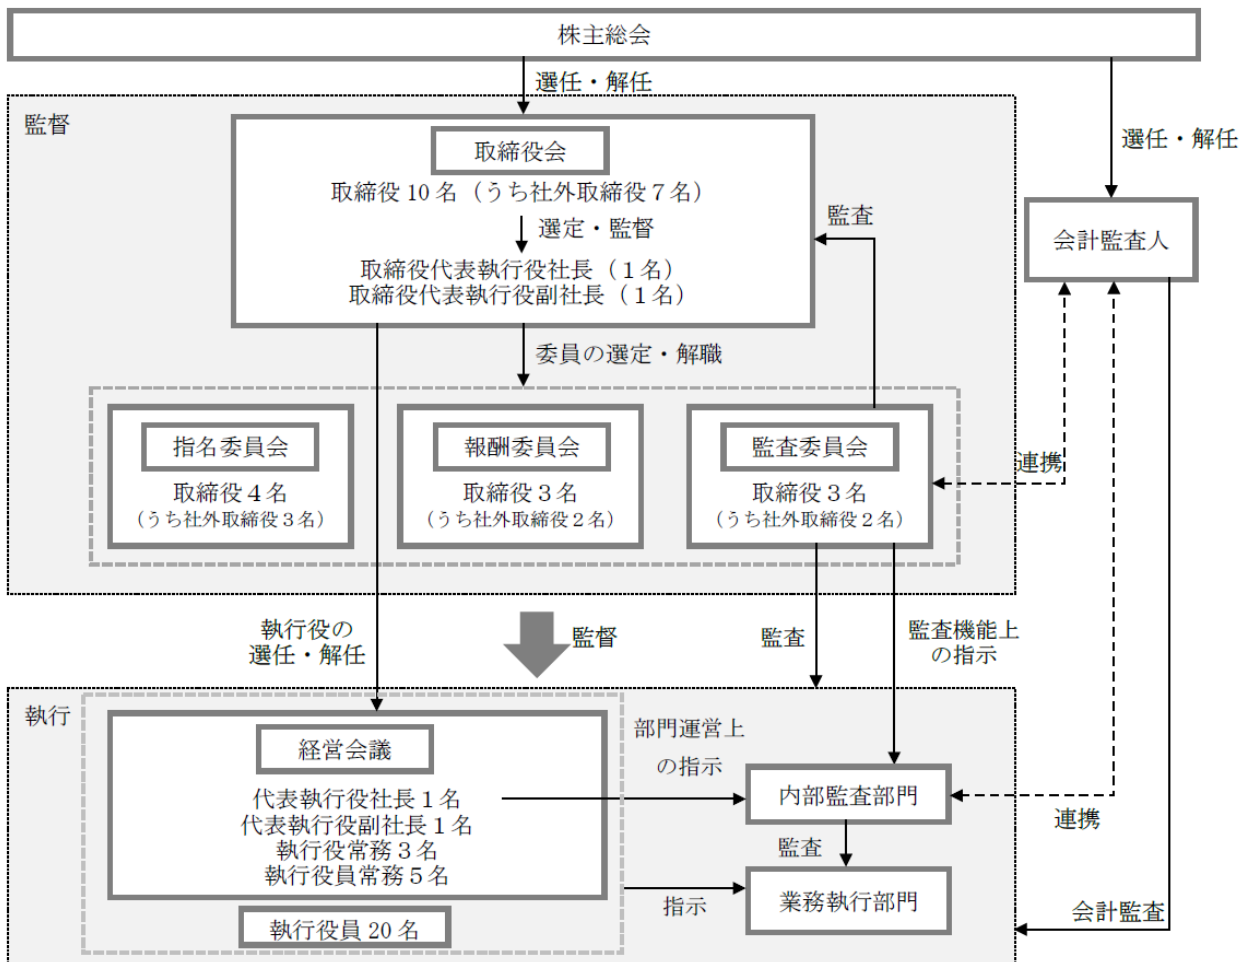 株主総会
選任・解任
監督
取締役会
選任・解任
取締役 10 名（うち社外取締役７名）
監査
選定・監督
会計監査人
取締役代表執行役社長（１名）
取締役代表執行役副社長（１名）
委員の選定・解職
指名委員会
報酬委員会
監査委員会
連携
取締役４名
（うち社外取締役３名）
取締役３名
（うち社外取締役２名）
取締役３名
（うち社外取締役２名）
執行役の
選任・解任
監督
監査
監査機能上
の指示
執行
経営会議
部門運営上
の指示
代表執行役社長１名
代表執行役副社長１名
執行役常務３名
執行役員常務５名
内部監査部門
連携
監査
指示
業務執行部門
会計監査
執行役員 20 名